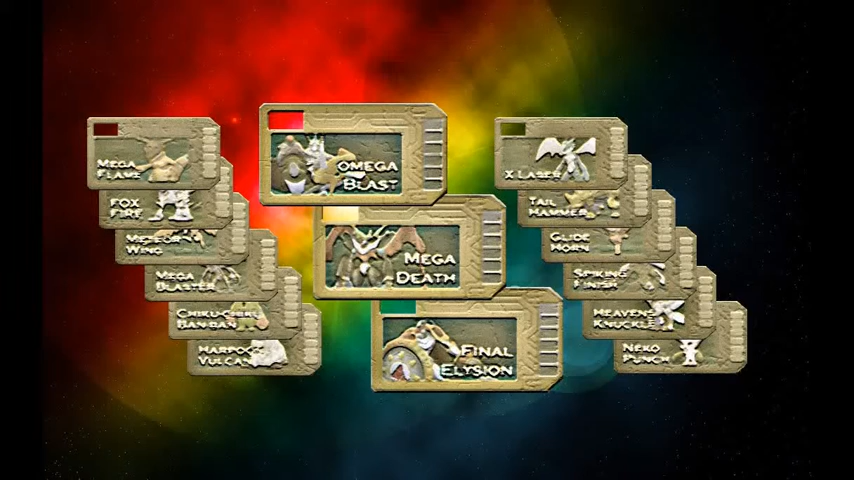 MEGA
FLAME
FOX
FIRE
METEOR
WING
MEGA
BLASTER
HARPOON
VULCAN
OMEGA
BLAST
MEGA
DEATH
FINAL
ELYSION
X LASER
TAIL
HAMMER
GLIDE
HORN
SPIKING
FINISH
HEAVENS
KNUCKLE
NEKO
PUNCH